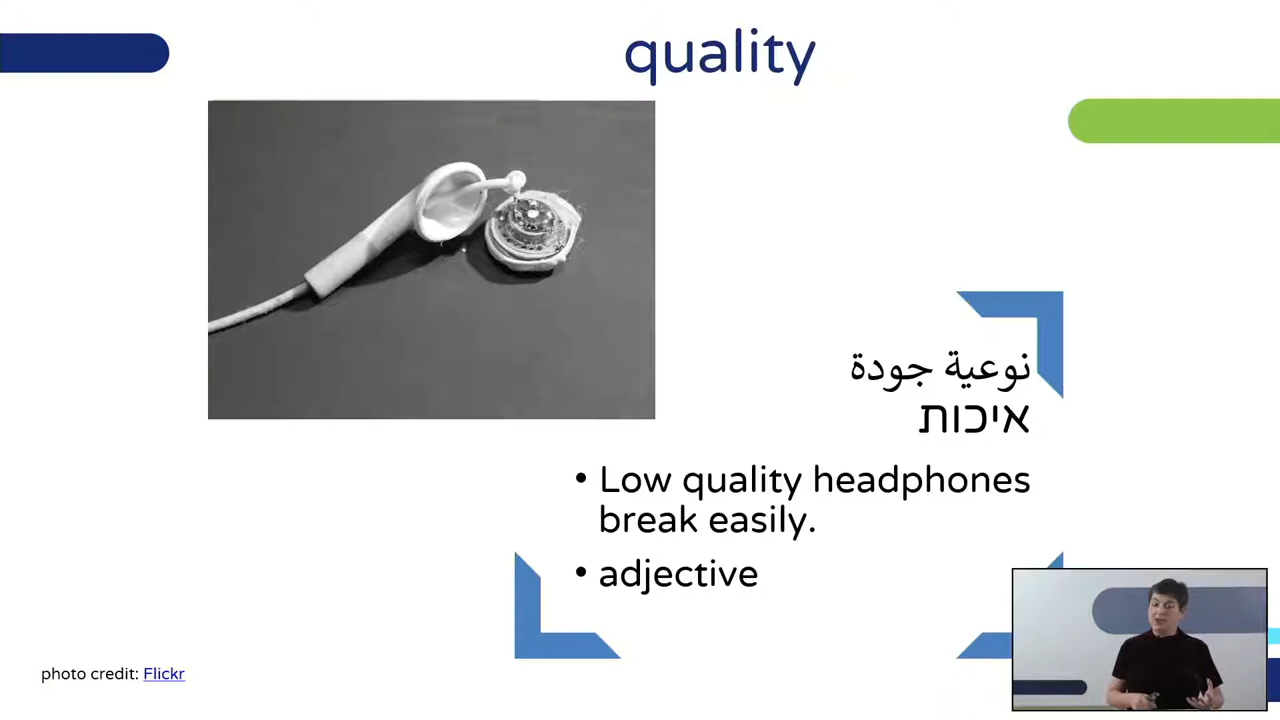 quality
نوعية جودة
איכות
• Low quality headphones
break easily.
• adjective
photo credit: Flickr